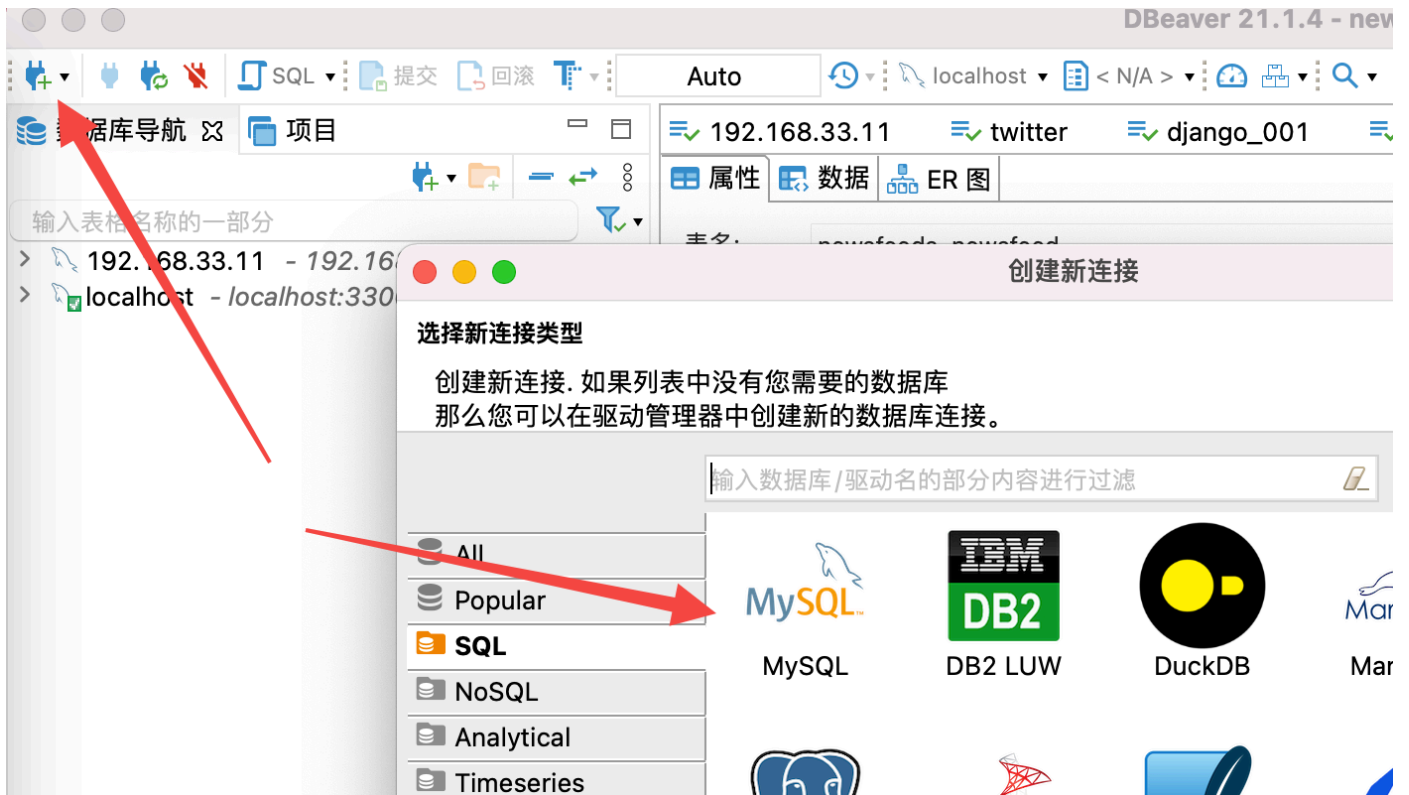 DBeaver 21.1.4 - new
SQL 提交 回滚 Auto localhost < N/A >
数据库导航 项目
192.168.33.11 twitter django_001
属性 数据 ER 图
输入表格名称的一部分
表名:
newsfeeds_newsfeed
192.168.33.11 - 192.16
localhost - localhost:330
创建新连接
选择新连接类型
创建新连接. 如果列表中没有您需要的数据库
那么您可以在驱动管理器中创建新的数据库连接。
输入数据库/驱动名的部分内容进行过滤
All
Popular
SQL
NoSQL
Analytical
Timeseries
MySQL IBM DB2 Mar
MySQL DB2 LUW DuckDB Mar